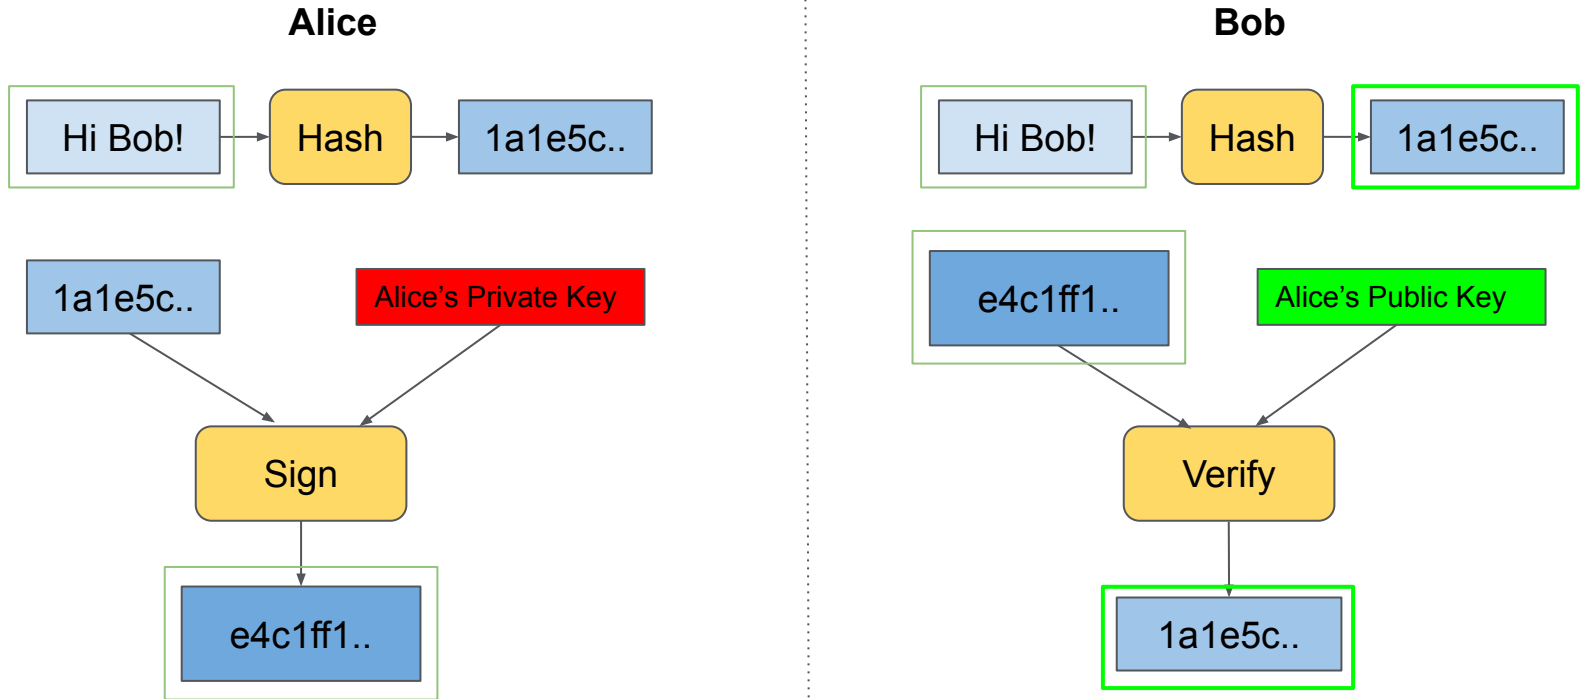 Alice
Hi Bob!
Hash
1a1e5c..
1a1e5c..
Alice’s Private Key
Sign
e4c1ff1..
Bob
Hi Bob!
Hash
1a1e5c..
e4c1ff1..
Alice’s Public Key
Verify
1a1e5c..